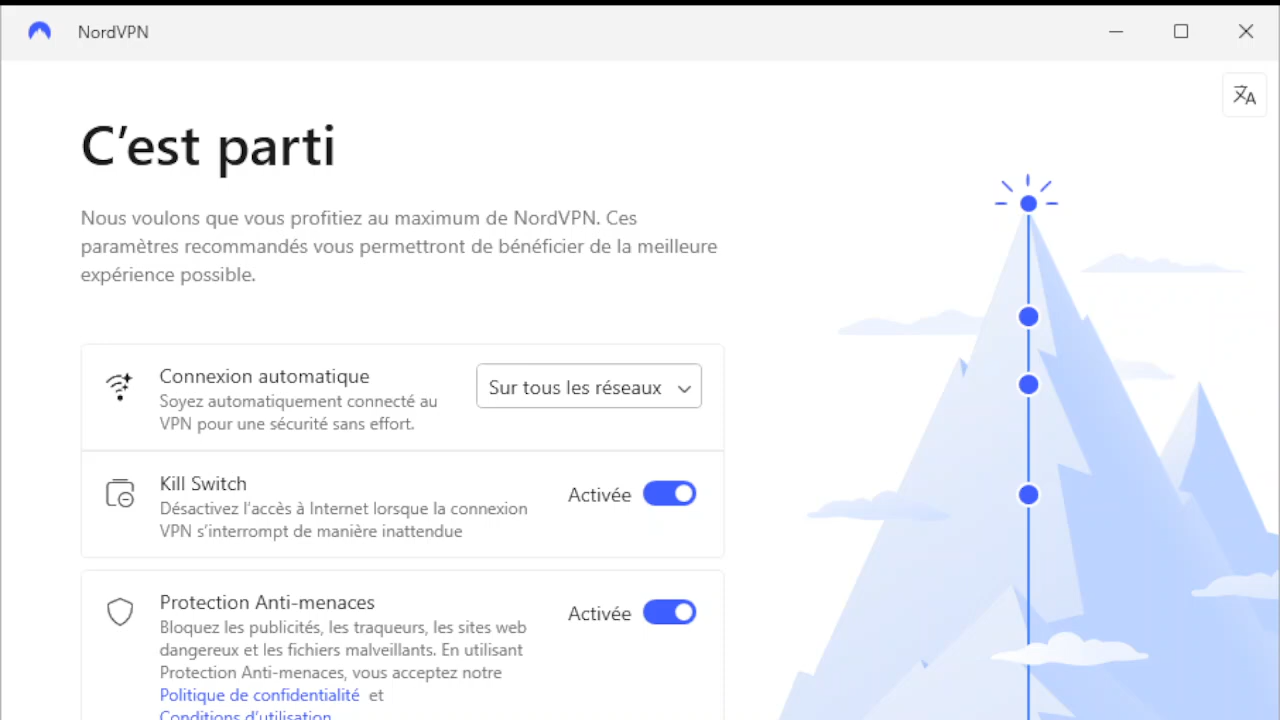 NordVPN
C’est parti
Nous voulons que vous profitiez au maximum de NordVPN. Ces
paramètres recommandés vous permettront de bénéficier de la meilleure
expérience possible.
Connexion automatique
Soyez automatiquement connecté au
VPN pour une sécurité sans effort.
Sur tous les réseaux
Kill Switch
Désactivez l’accès à Internet lorsque la connexion
VPN s’interrompt de manière inattendue
Activée
Protection Anti-menaces
Bloquez les publicités, les traqueurs, les sites web
dangereux et les fichiers malveillants. En utilisant
Protection Anti-menaces, vous acceptez notre
Politique de confidentialité et
Conditions d’utilisation
Activée